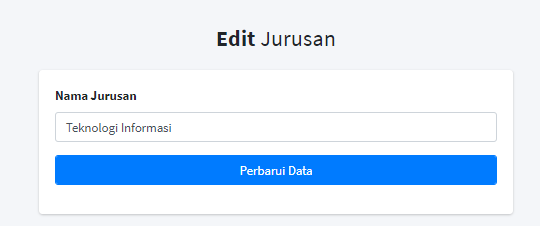 Edit Jurusan
Nama Jurusan
Teknologi Informasi
Perbarui Data